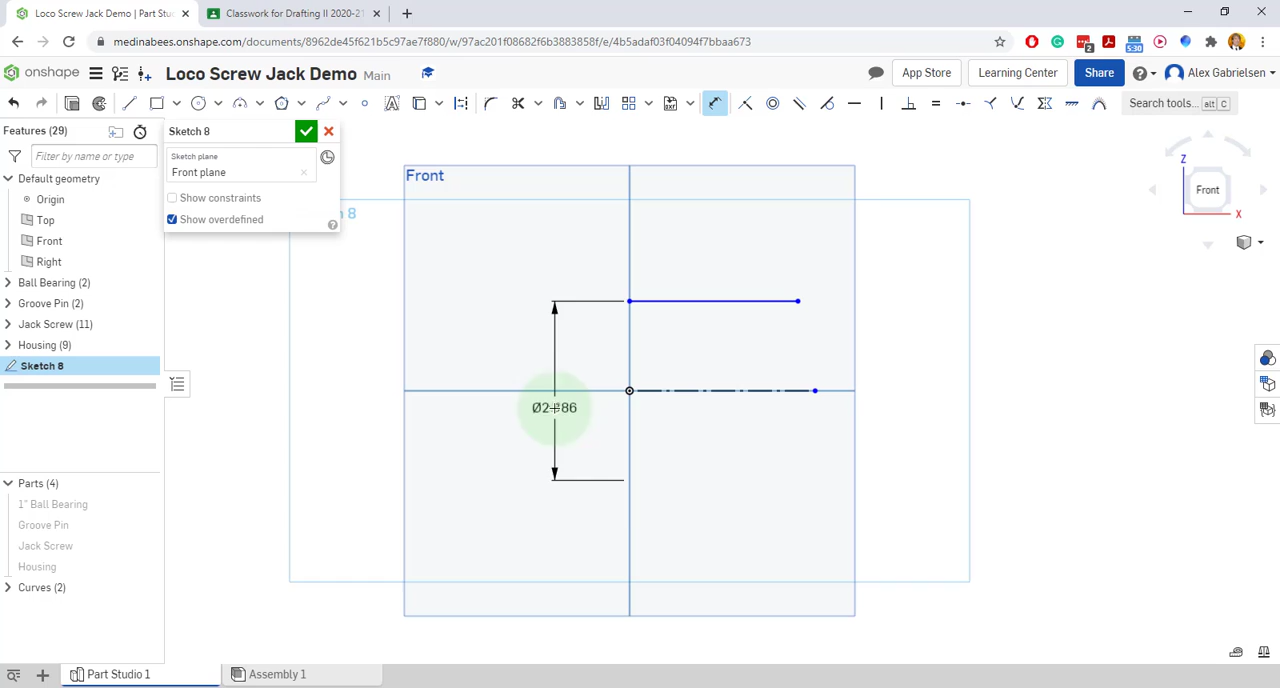 Loco Screw Jack Demo | Part Stu
Classwork for Drafting II 2020-21
medinabees.onshape.com/documents/8962de45f621b5c97ae7f880/w/97ac201f08682f6b3883858f/e/4b5adaf03f04094f7bbaa673
2
5:30
onshape
Loco Screw Jack Demo
Main
App Store
Learning Center
Share
Alex Gabrielsen
Search tools...
alt
C
Features (29)
Filter by name or type
Default geometry
Origin
Top
Front
Right
Ball Bearing (2)
Groove Pin (2)
Jack Screw (11)
Housing (9)
Sketch 8
Parts (4)
1" Ball Bearing
Groove Pin
Jack Screw
Housing
Curves (2)
Sketch 8
Sketch plane
Front plane
Show constraints
Show overdefined
8
Front
Z
Front
X
Part Studio 1
Assembly 1